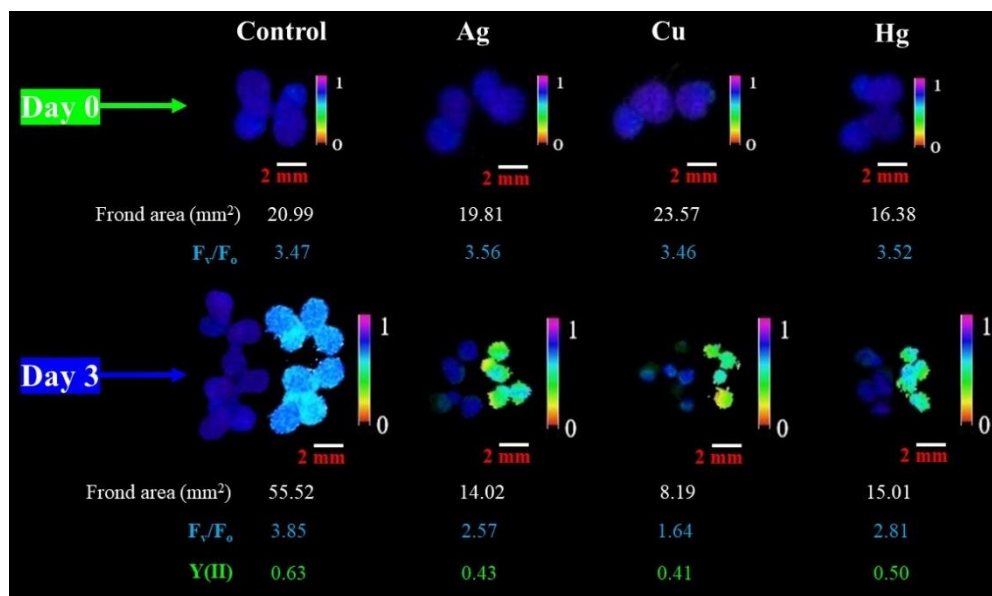 Control Ag Cu Hg
Day 0
1 1 1 1
0 0 0 0
2 mm 2 mm 2 mm 2 mm
Frond area (mm²) 20.99 19.81 23.57 16.38
Fᵥ/Fₒ 3.47 3.56 3.46 3.52
1 1 1 1
Day 3
0 0 0 0
2 mm 2 mm 2 mm 2 mm
Frond area (mm²) 55.52 14.02 8.19 15.01
Fᵥ/Fₒ 3.85 2.57 1.64 2.81
Y(II) 0.63 0.43 0.41 0.50